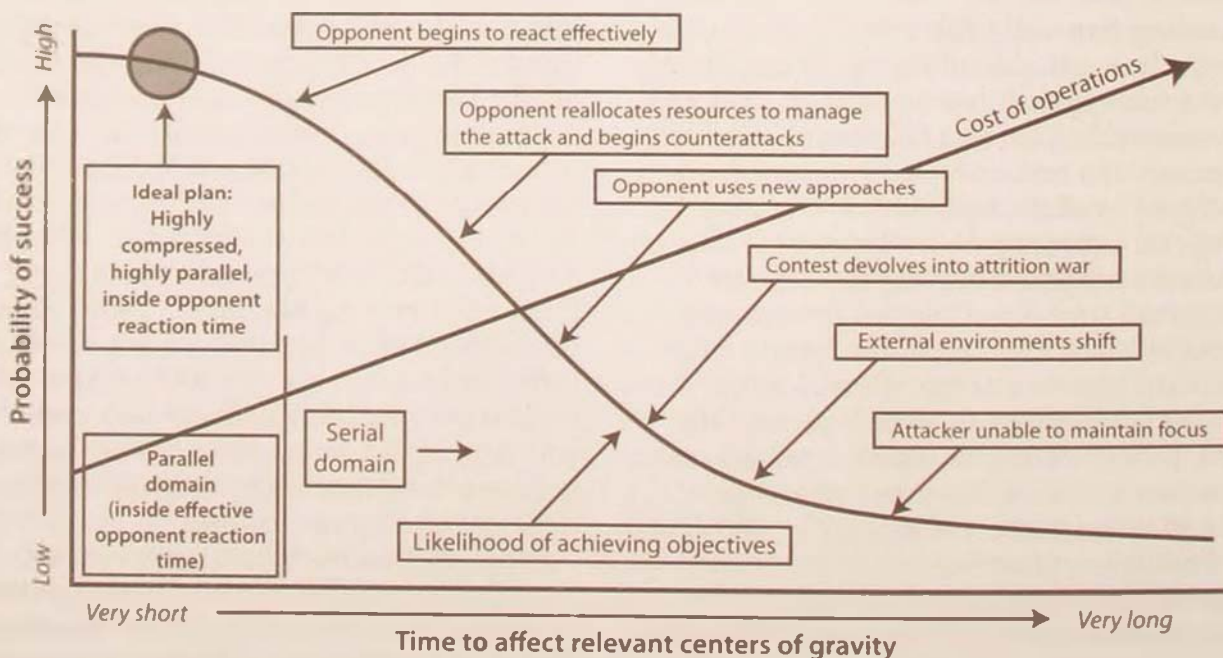 High
Probability of success
Low
Opponent begins to react effectively
Opponent reallocates resources to manage
the attack and begins counterattacks
Cost of operations
Opponent uses new approaches
Ideal plan:
Highly
compressed,
highly parallel,
inside opponent
reaction time
Contest devolves into attrition war
External environments shift
Attacker unable to maintain focus
Serial
domain
Parallel
domain
(inside effective
opponent reaction
time)
Likelihood of achieving objectives
Very short
Very long
Time to affect relevant centers of gravity